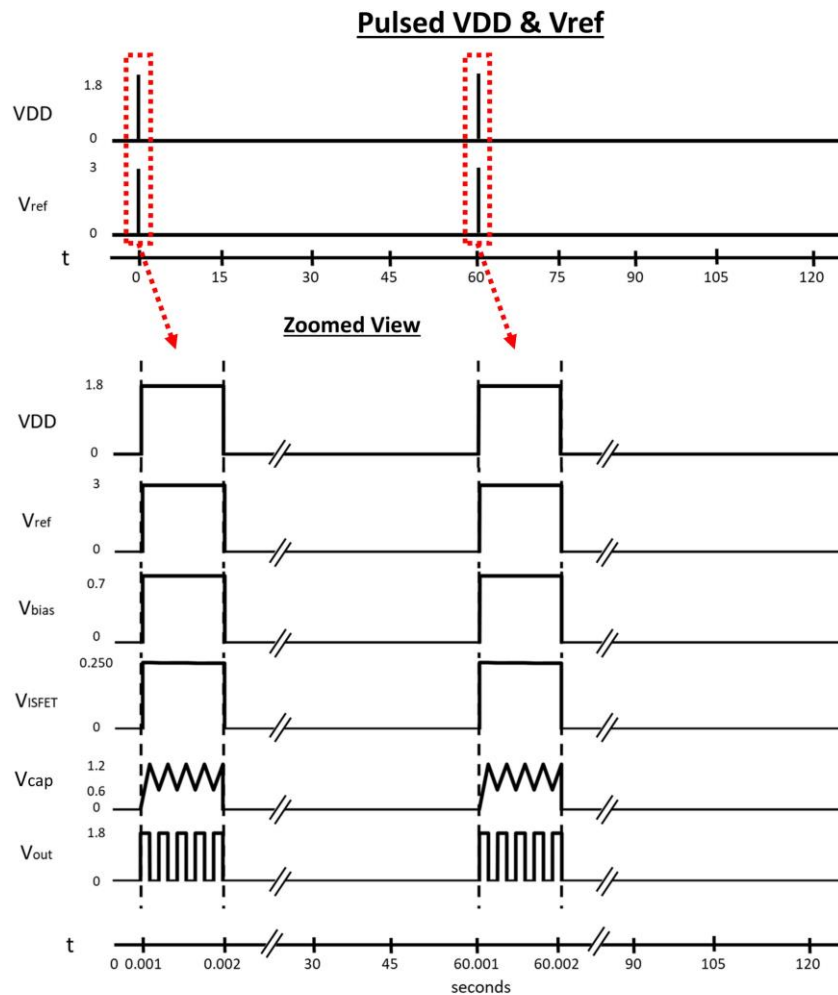 Pulsed VDD & Vref
1.8
VDD
0
3
Vref
0
t
0 15 30 45 60 75 90 105 120
Zoomed View
1.8
VDD
0
3
Vref
0
0.7
Vbias
0
0.250
VISFET
0
1.2
Vcap
0.6
0
1.8
Vout
0
t
0 0.001 0.002 30 45 60.001 60.002 90 105 120
seconds